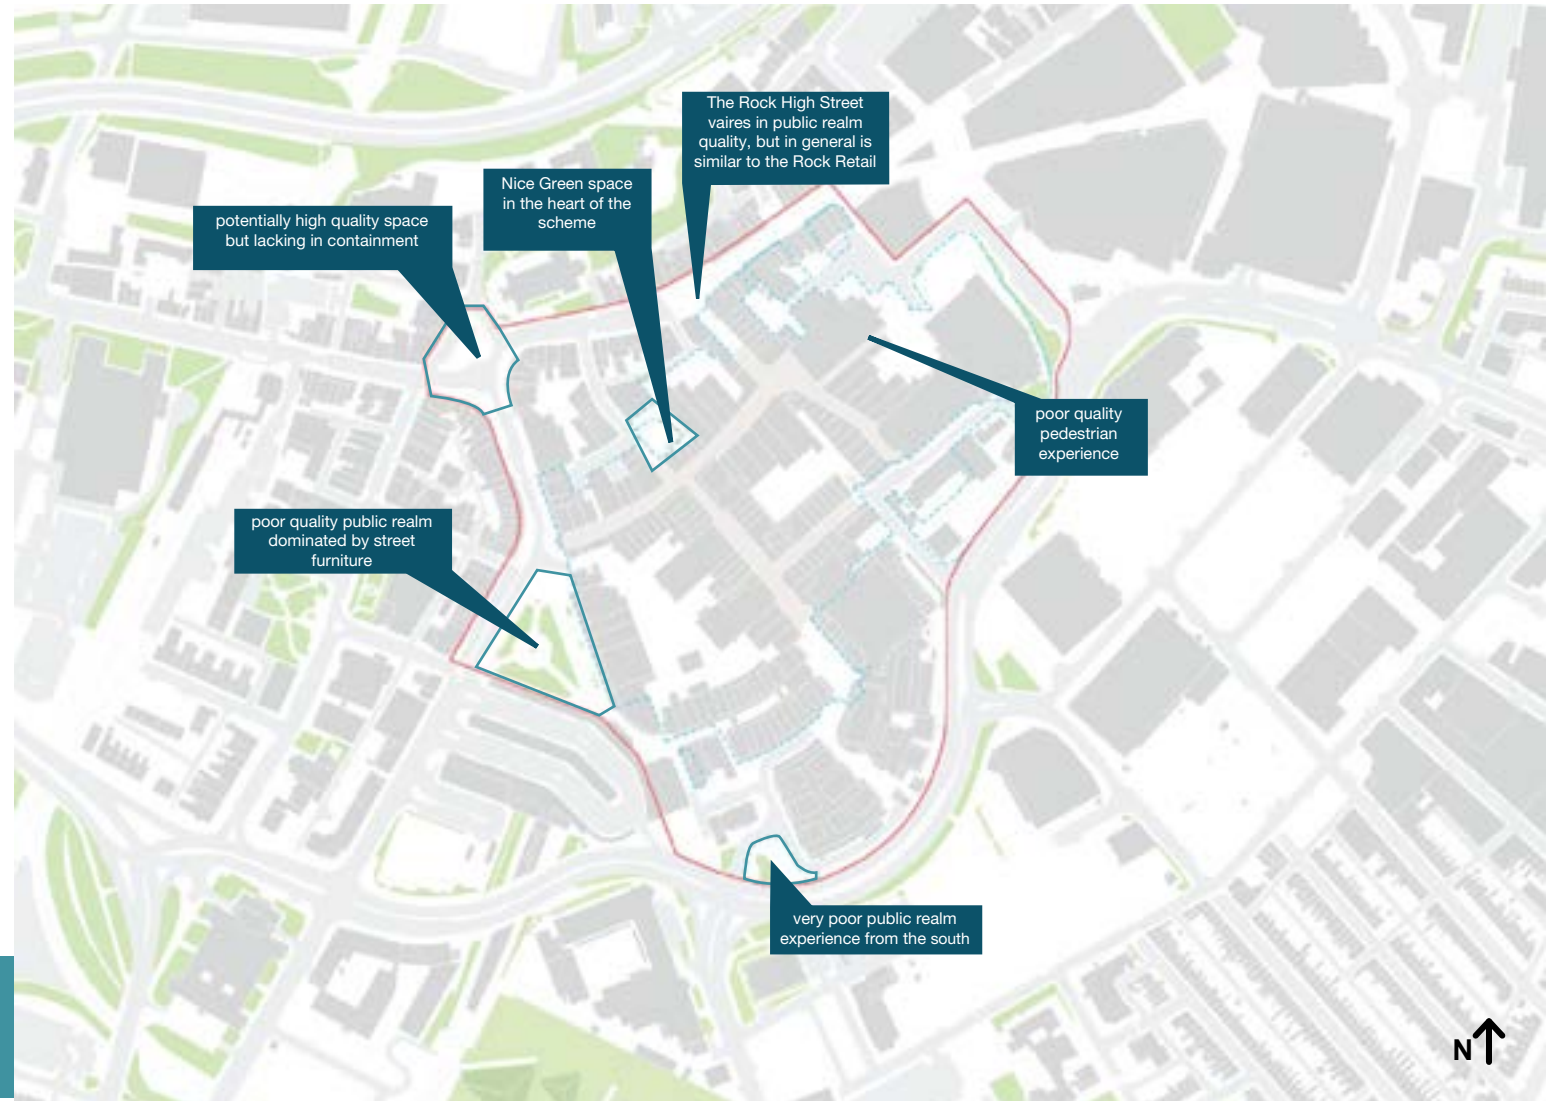 The Rock High Street
vaires in public realm
quality, but in general is
similar to the Rock Retail
Nice Green space
in the heart of the
scheme
potentially high quality space
but lacking in containment
poor quality
pedestrian
experience
poor quality public realm
dominated by street
furniture
very poor public realm
experience from the south
N